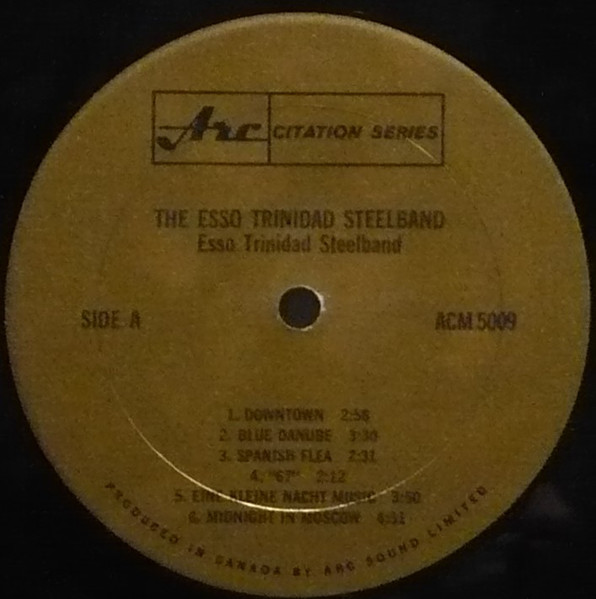 Arc CITATION SERIES
THE ESSO TRINIDAD STEELBAND
Esso Trinidad Steelband
SIDE A ACM 5009
1. DOWNTOWN 2:56
2. BLUE DANUBE 3:30
3. SPANISH FLEA 2:31
4. "67" 2:12
5. EINE KLEINE NACHT MUSIC 3:50
6. MIDNIGHT IN MOSCOW 4:31
PRODUCED IN CANADA BY ARC SOUND LIMITED